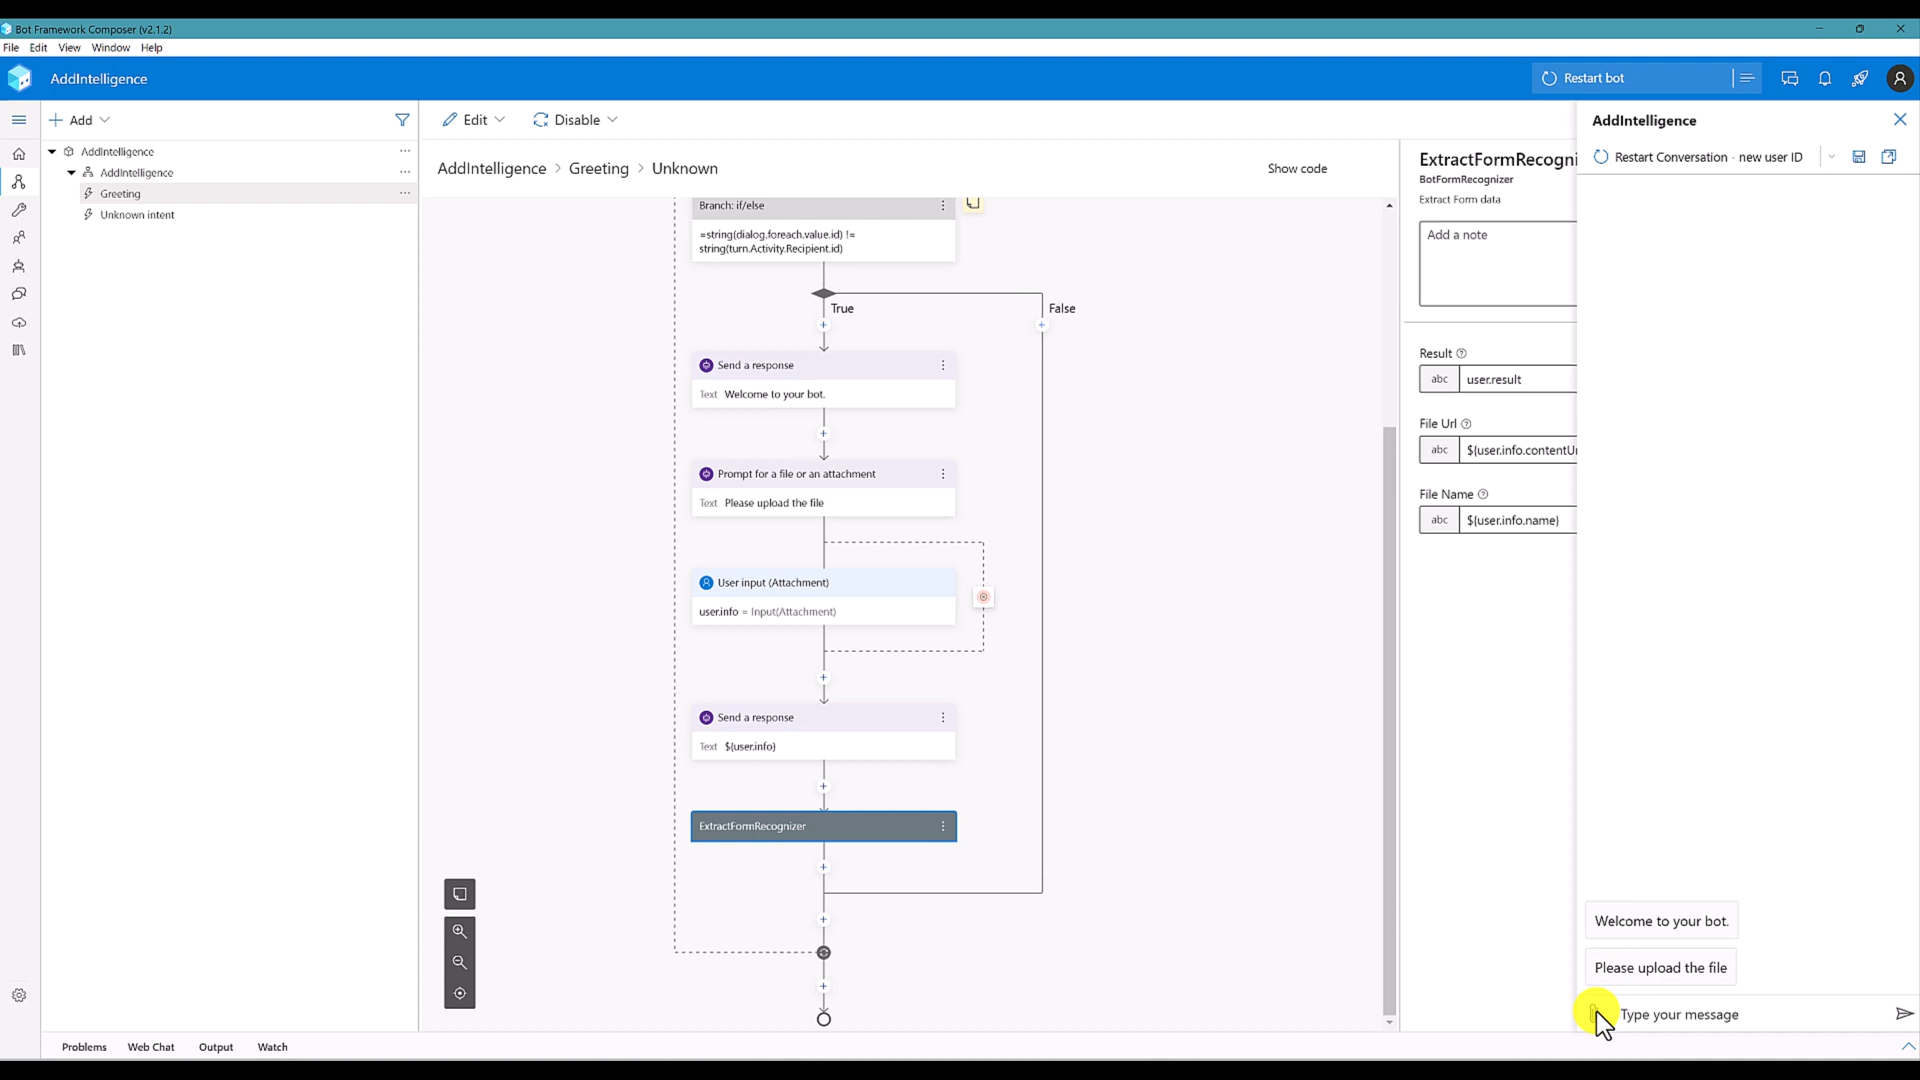 Bot Framework Composer (v2.1.2)
File Edit View Window Help
AddIntelligence
Restart bot
Add
Edit
Disable
AddIntelligence
Restart Conversation - new user ID
AddIntelligence
AddIntelligence
Greeting
Unknown intent
AddIntelligence > Greeting > Unknown
Show code
Branch: if/else
=string(dialog.foreach.value.id) !=
string(turn.Activity.Recipient.id)
True
False
Send a response
Text Welcome to your bot.
Prompt for a file or an attachment
Text Please upload the file
User input (Attachment)
user.info = Input(Attachment)
Send a response
Text ${user.info}
ExtractFormRecognizer
ExtractFormRecogni
BotFormRecognizer
Extract Form data
Add a note
Result
abc user.result
File Url
abc ${user.info.contentU
File Name
abc ${user.info.name}
Welcome to your bot.
Please upload the file
Type your message
Problems Web Chat Output Watch